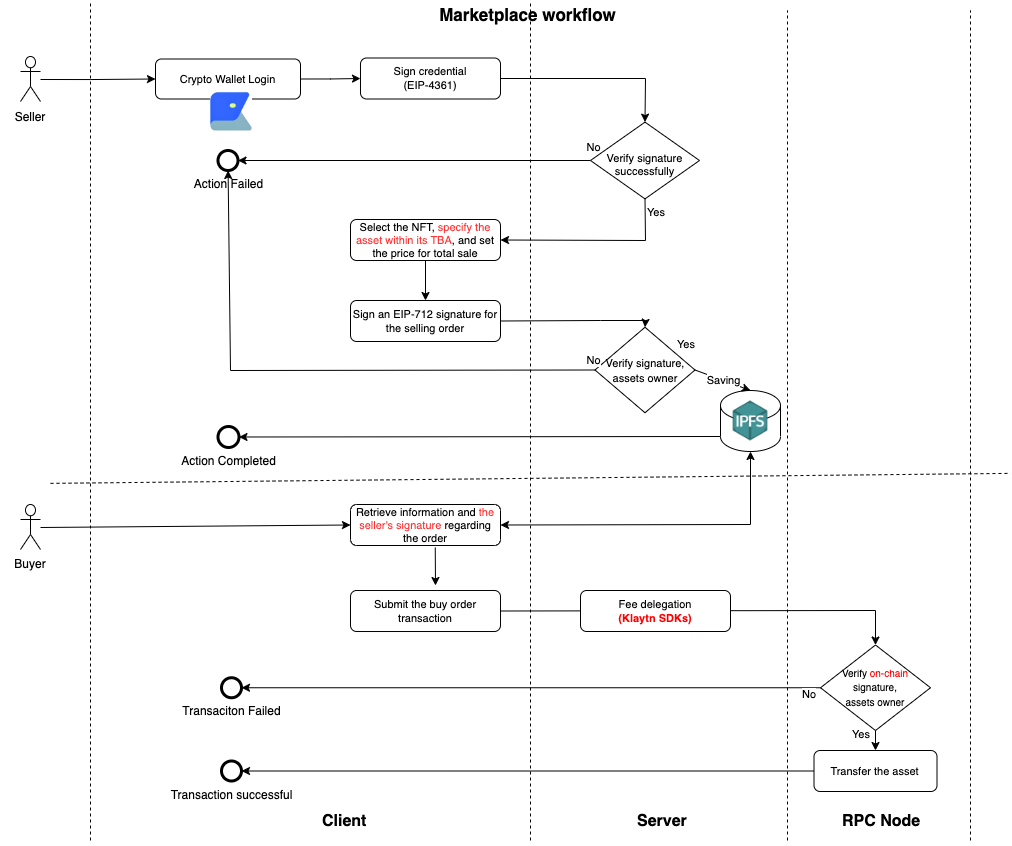 Marketplace workflow
Crypto Wallet Login
Sign credential
(EIP-4361)
Seller
No
Verify signature
successfully
Action Failed
Yes
Select the NFT, specify the
asset within its TBA, and set
the price for total sale
Sign an EIP-712 signature for
the selling order
Yes
No
Verify signature,
assets owner
Saving
IPFS
Action Completed
Retrieve information and the
seller's signature regarding
the order
Buyer
Submit the buy order
transaction
Fee delegation
(Klaytn SDKs)
Verify on-chain
signature,
assets owner
No
Transaciton Failed
Yes
Transfer the asset
Transaction successful
Client
Server
RPC Node